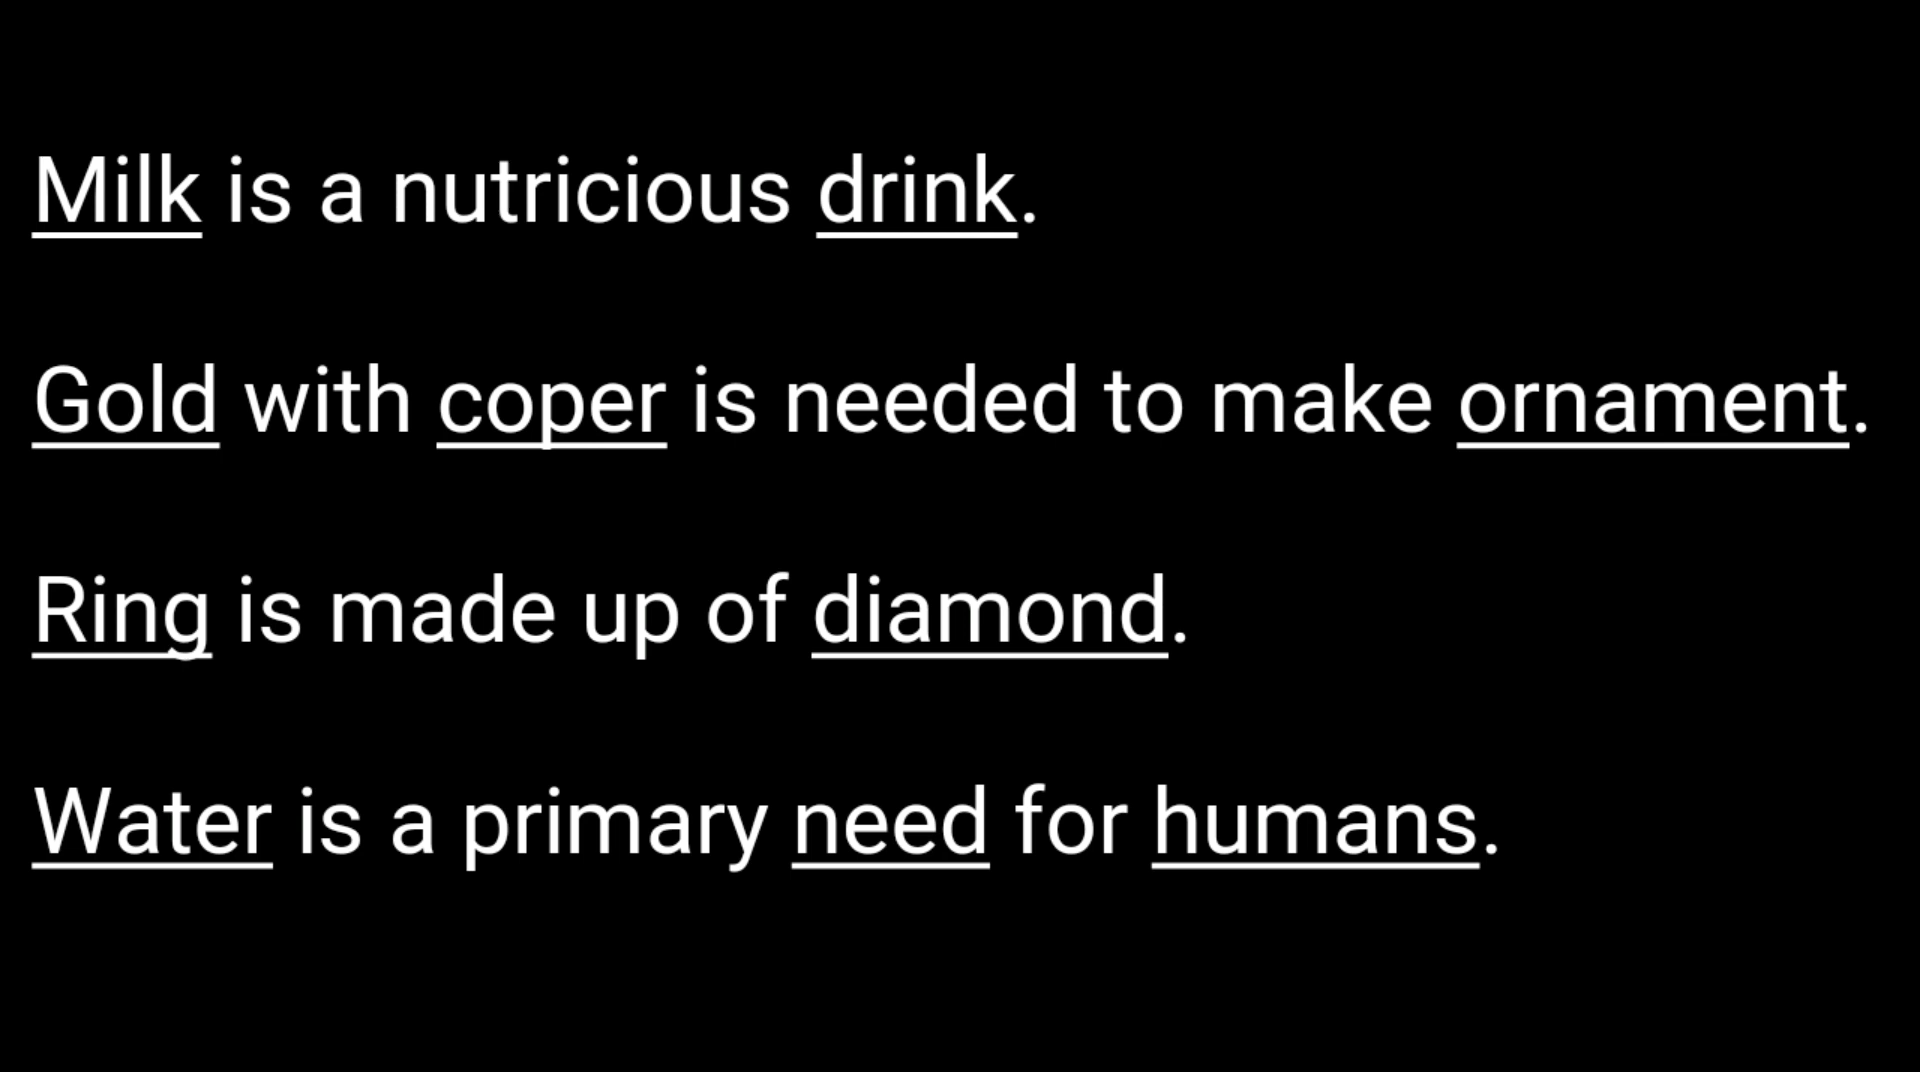 Milk is a nutricious drink.
Gold with coper is needed to make ornament.
Ring is made up of diamond.
Water is a primary need for humans.